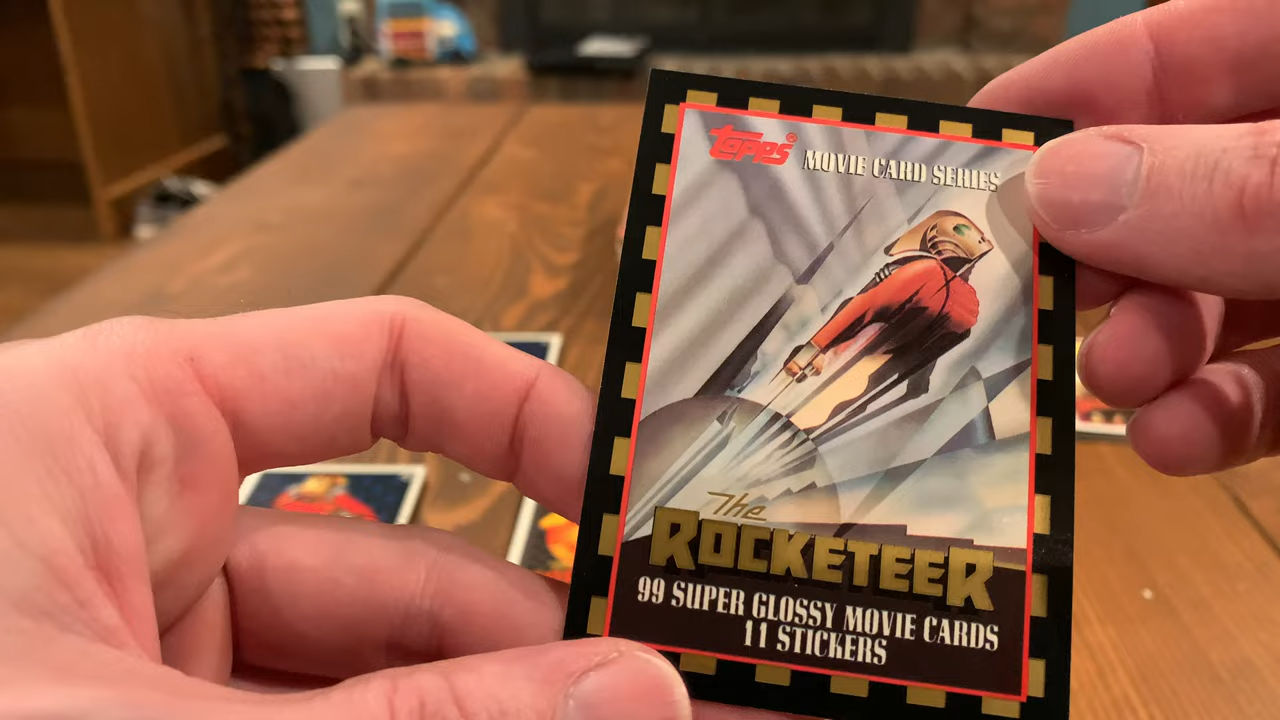 Topps®
MOVIE CARD SERIES
The
ROCKETEER
99 SUPER GLOSSY MOVIE CARDS
11 STICKERS